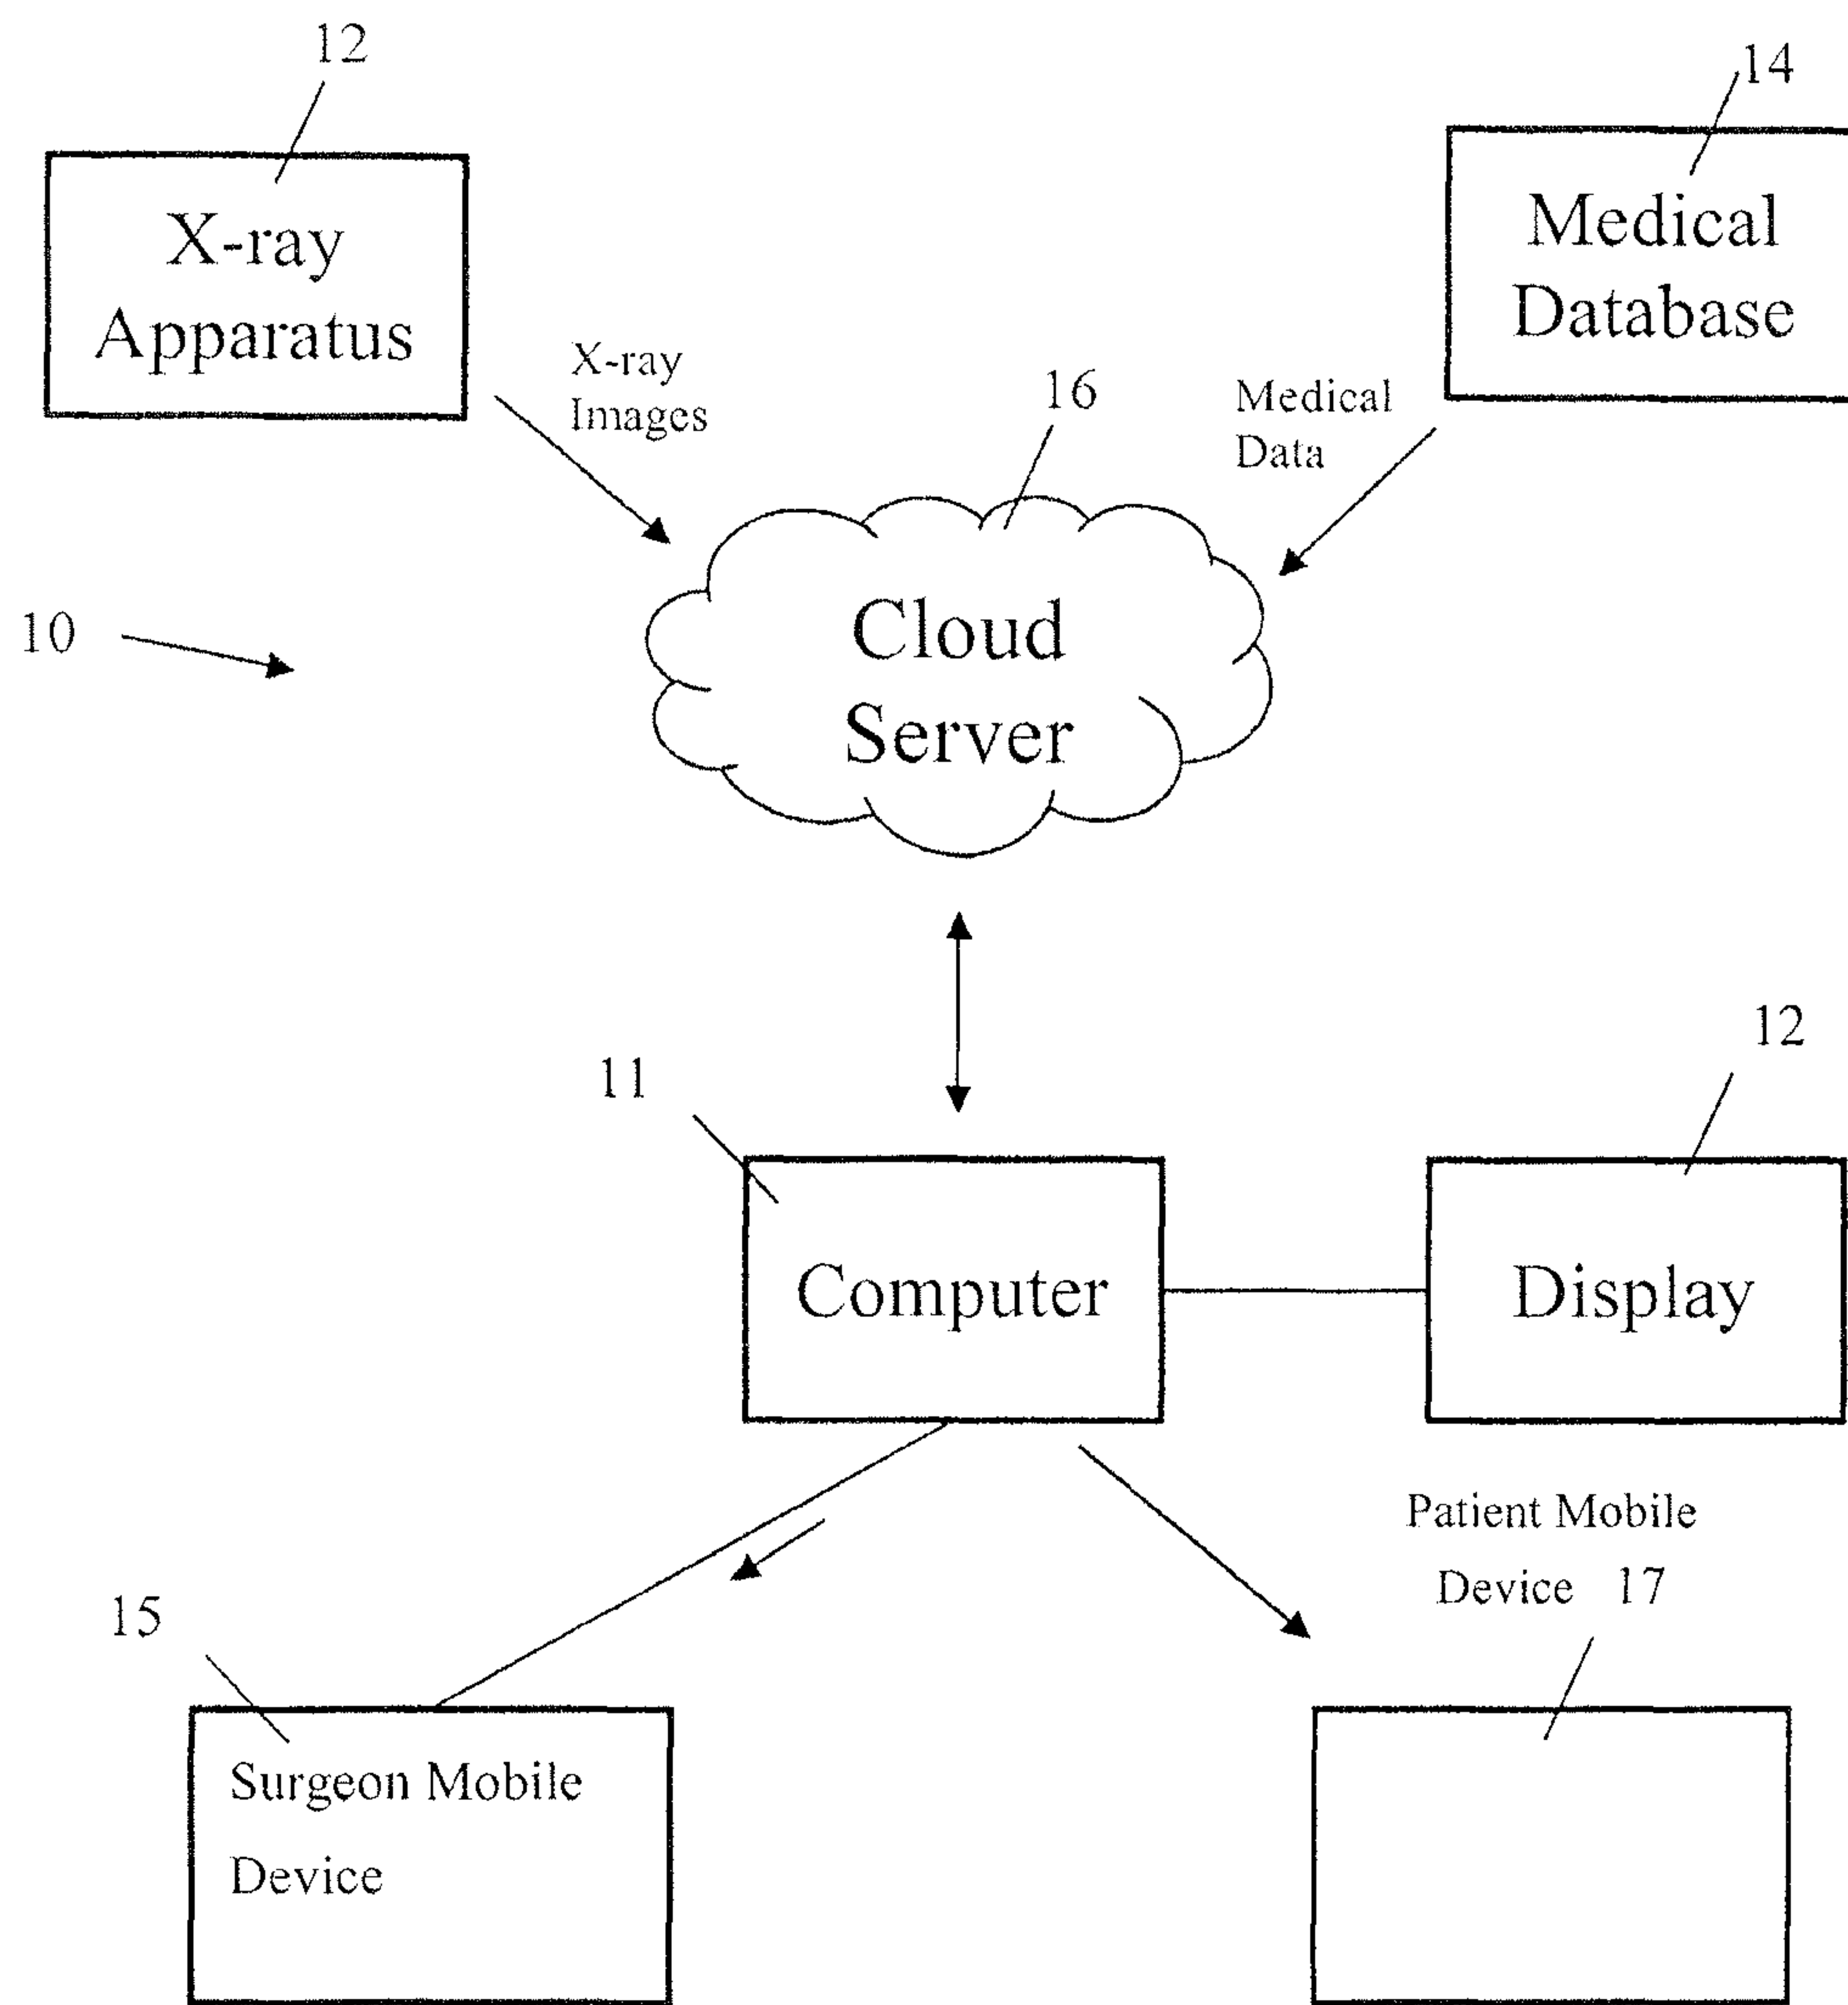 12
14
X-ray
Apparatus
Medical
Database
X-ray
Images
16
Medical
Data
Cloud
Server
10
12
11
Computer
Display
Patient Mobile
Device 17
15
Surgeon Mobile
Device